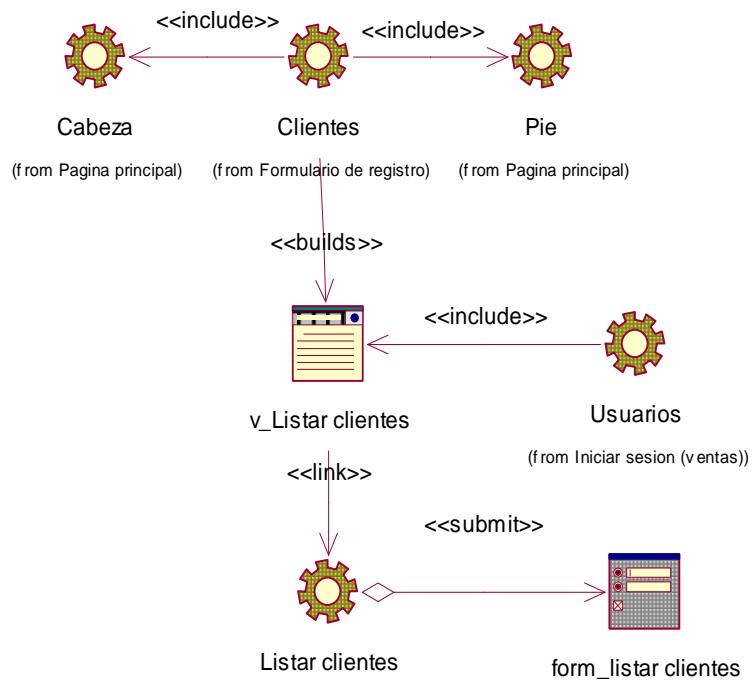 <<include>>
<<include>>
Cabeza
Clientes
Pie
(from Pagina principal)
(from Formulario de registro)
(from Pagina principal)
<<builds>>
<<include>>
v_Listar clientes
Usuarios
(from Iniciar sesion (ventas))
<<link>>
<<submit>>
Listar clientes
form_listar clientes